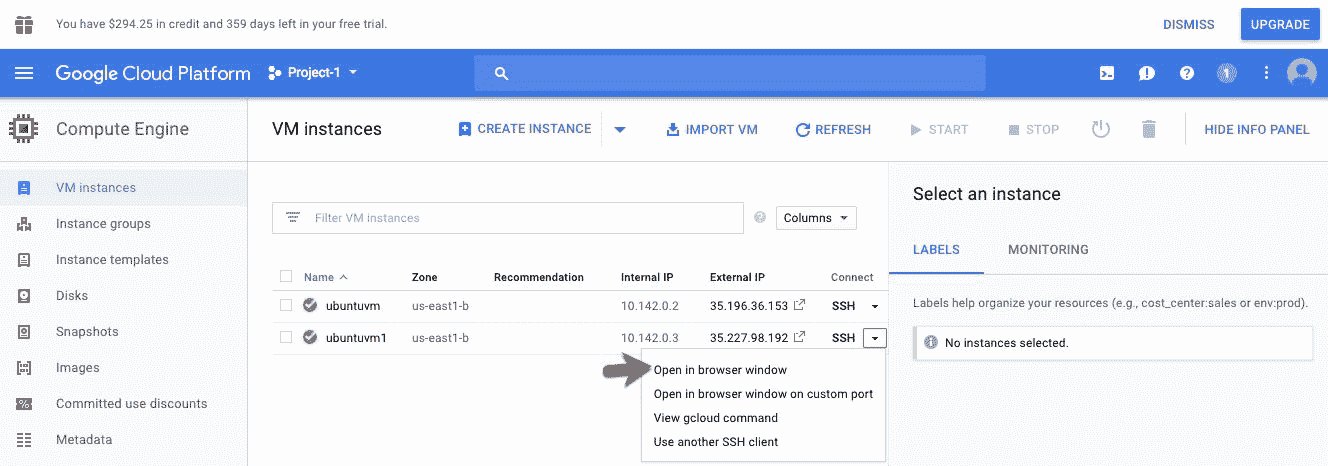 You have $294.25 in credit and 359 days left in your free trial.
DISMISS
UPGRADE
Google Cloud Platform
Project-1
1
Compute Engine
VM instances
CREATE INSTANCE
IMPORT VM
REFRESH
START
STOP
HIDE INFO PANEL
VM instances
Instance groups
Instance templates
Disks
Snapshots
Images
Committed use discounts
Metadata
Filter VM instances
Columns
Name Zone Recommendation Internal IP External IP Connect
ubuntuvm us-east1-b 10.142.0.2 35.196.36.153 SSH
ubuntuvm1 us-east1-b 10.142.0.3 35.227.98.192 SSH
Open in browser window
Open in browser window on custom port
View gcloud command
Use another SSH client
Select an instance
LABELS
MONITORING
Labels help organize your resources (e.g., cost_center:sales or env:prod).
No instances selected.